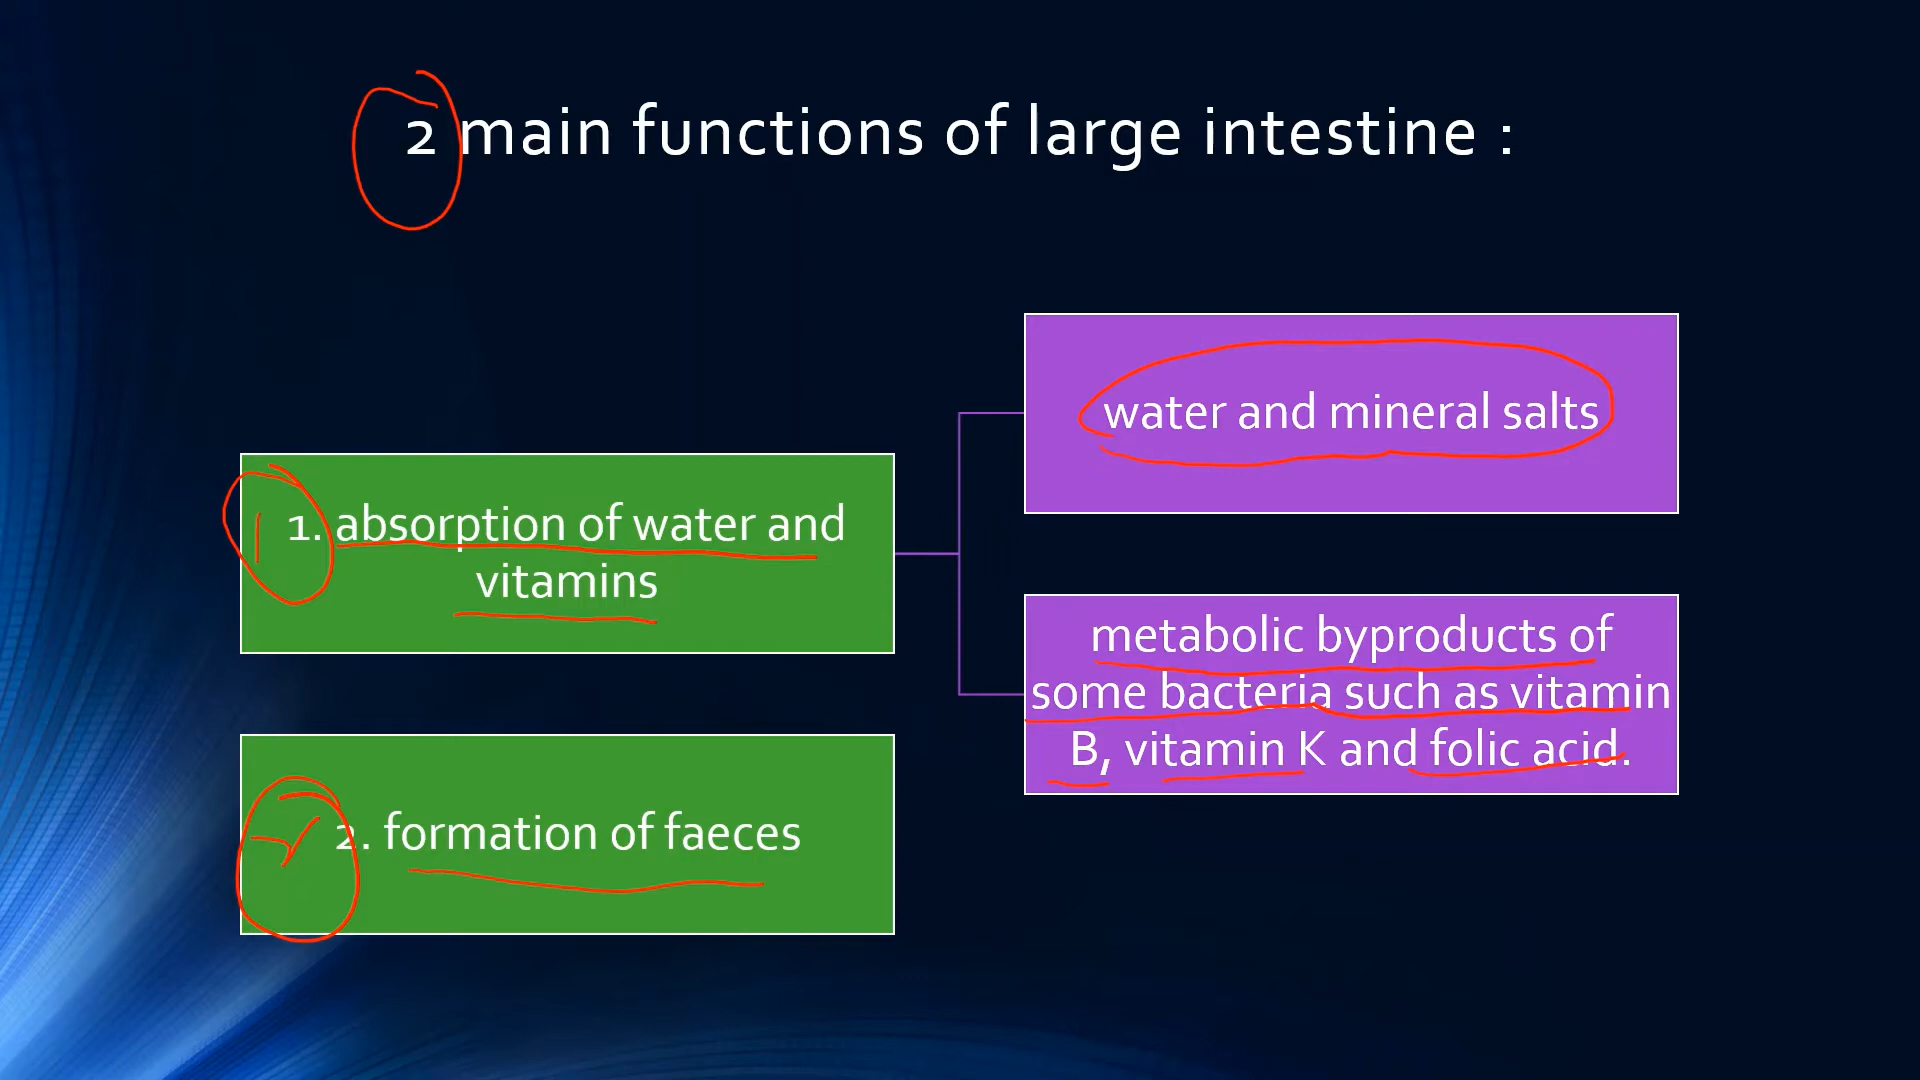 2 main functions of large intestine :
1. absorption of water and
vitamins
water and mineral salts
metabolic byproducts of
some bacteria such as vitamin
B, vitamin K and folic acid.
2. formation of faeces